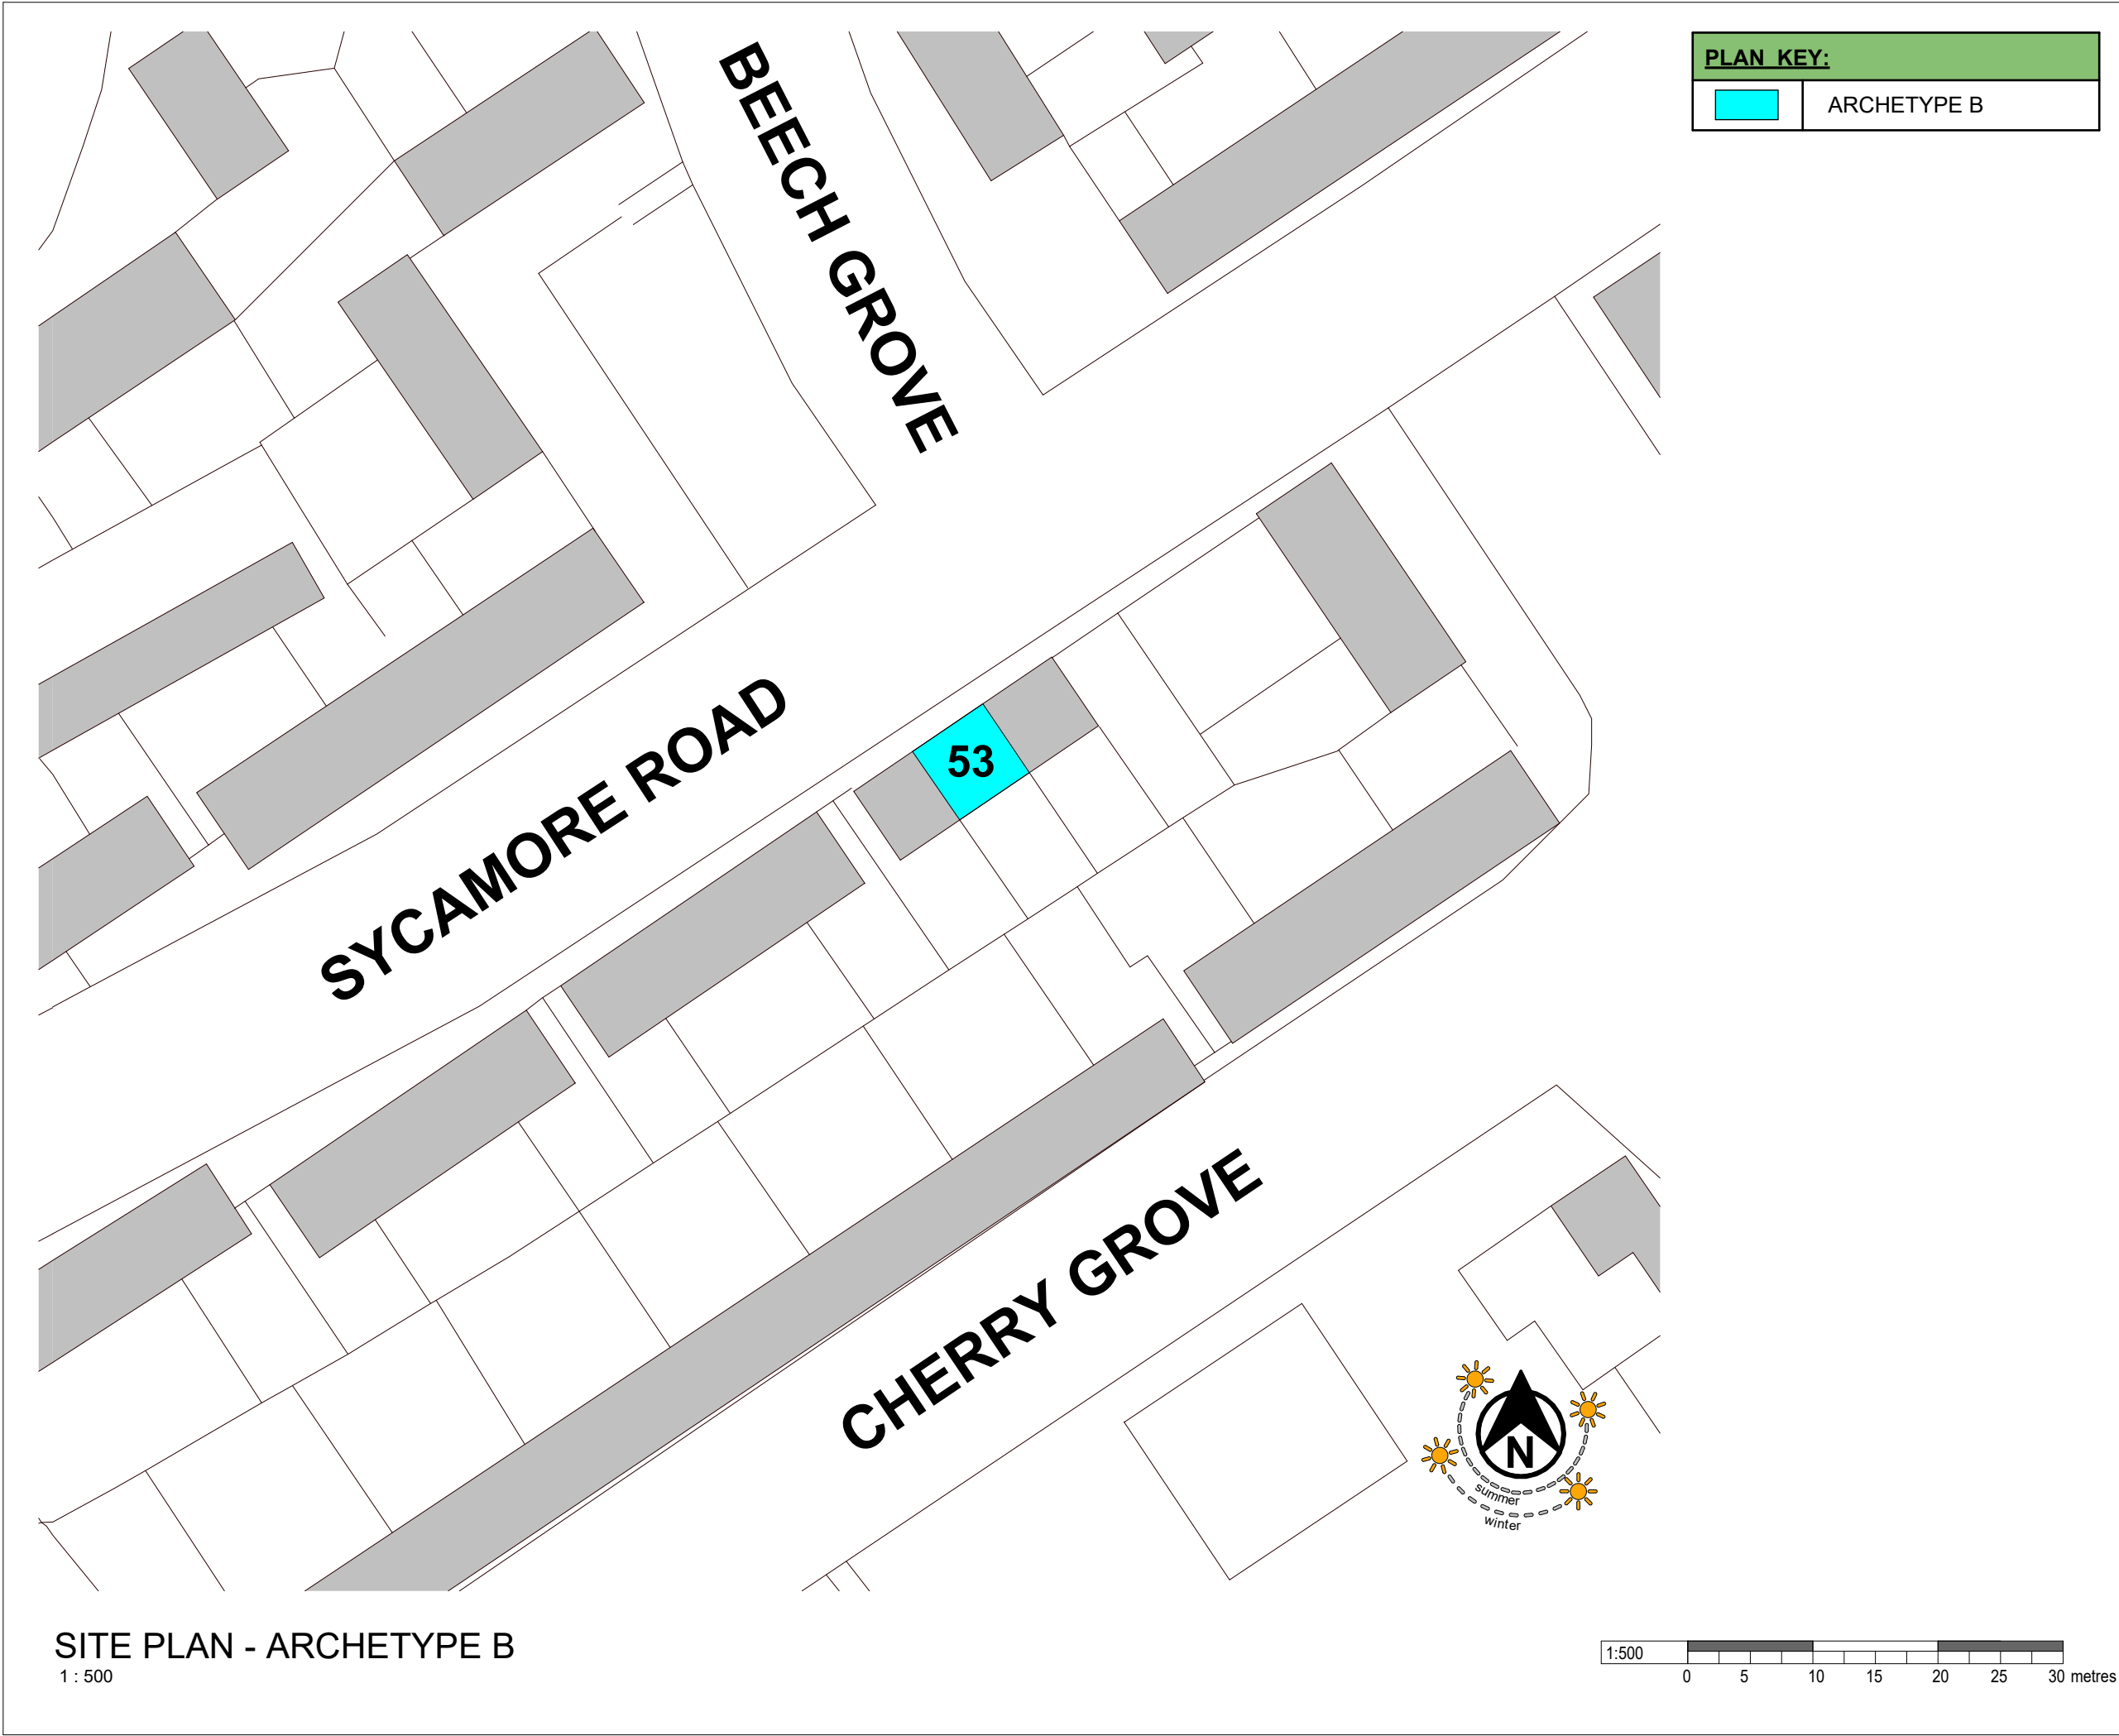 BEECH GROVE
PLAN KEY:
ARCHETYPE B
53
SYCAMORE ROAD
CHERRY GROVE
N
summer
winter
SITE PLAN - ARCHETYPE B
1 : 500
1:500
0 5 10 15 20 25 30 metres